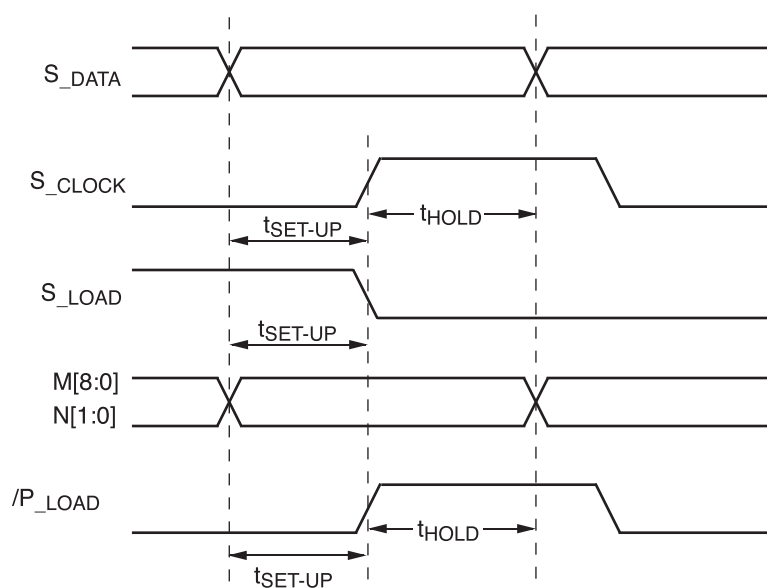 S_DATA
S_CLOCK
tSET-UP
tHOLD
S_LOAD
tSET-UP
M[8:0]
N[1:0]
/P_LOAD
tHOLD
tSET-UP